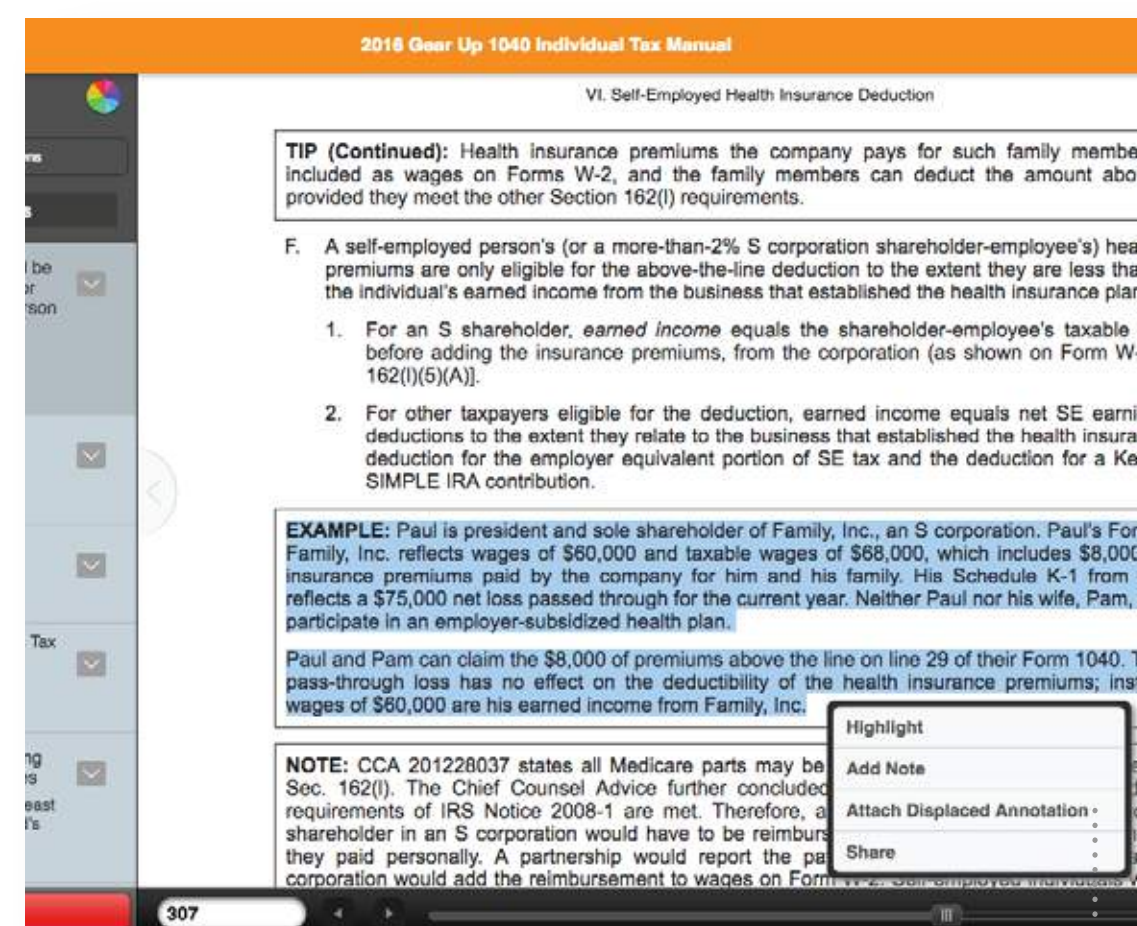 2016 Gear Up 1040 Individual Tax Manual
VI. Self-Employed Health Insurance Deduction
TIP (Continued): Health insurance premiums the company pays for such family membe
included as wages on Forms W-2, and the family members can deduct the amount abo
provided they meet the other Section 162(l) requirements.
be
or
son
F. A self-employed person's (or a more-than-2% S corporation shareholder-employee's) hea
premiums are only eligible for the above-the-line deduction to the extent they are less tha
the individual's earned income from the business that established the health insurance plan
1. For an S shareholder, earned income equals the shareholder-employee's taxable
before adding the insurance premiums, from the corporation (as shown on Form W-
162(l)(5)(A)].
2. For other taxpayers eligible for the deduction, earned income equals net SE earni
deductions to the extent they relate to the business that established the health insura
deduction for the employer equivalent portion of SE tax and the deduction for a Ke
SIMPLE IRA contribution.
EXAMPLE: Paul is president and sole shareholder of Family, Inc., an S corporation. Paul's For
Family, Inc. reflects wages of $60,000 and taxable wages of $68,000, which includes $8,000
insurance premiums paid by the company for him and his family. His Schedule K-1 from
reflects a $75,000 net loss passed through for the current year. Neither Paul nor his wife, Pam,
participate in an employer-subsidized health plan.
Tax
Paul and Pam can claim the $8,000 of premiums above the line on line 29 of their Form 1040. T
pass-through loss has no effect on the deductibility of the health insurance premiums; inst
wages of $60,000 are his earned income from Family, Inc.
Highlight
Add Note
Attach Displaced Annotation
Share
ng
es
east
l's
NOTE: CCA 201228037 states all Medicare parts may be
Sec. 162(l). The Chief Counsel Advice further concluded
requirements of IRS Notice 2008-1 are met. Therefore, a
shareholder in an S corporation would have to be reimburs
they paid personally. A partnership would report the pa
corporation would add the reimbursement to wages on Form W-2. Self-employed individuals
307